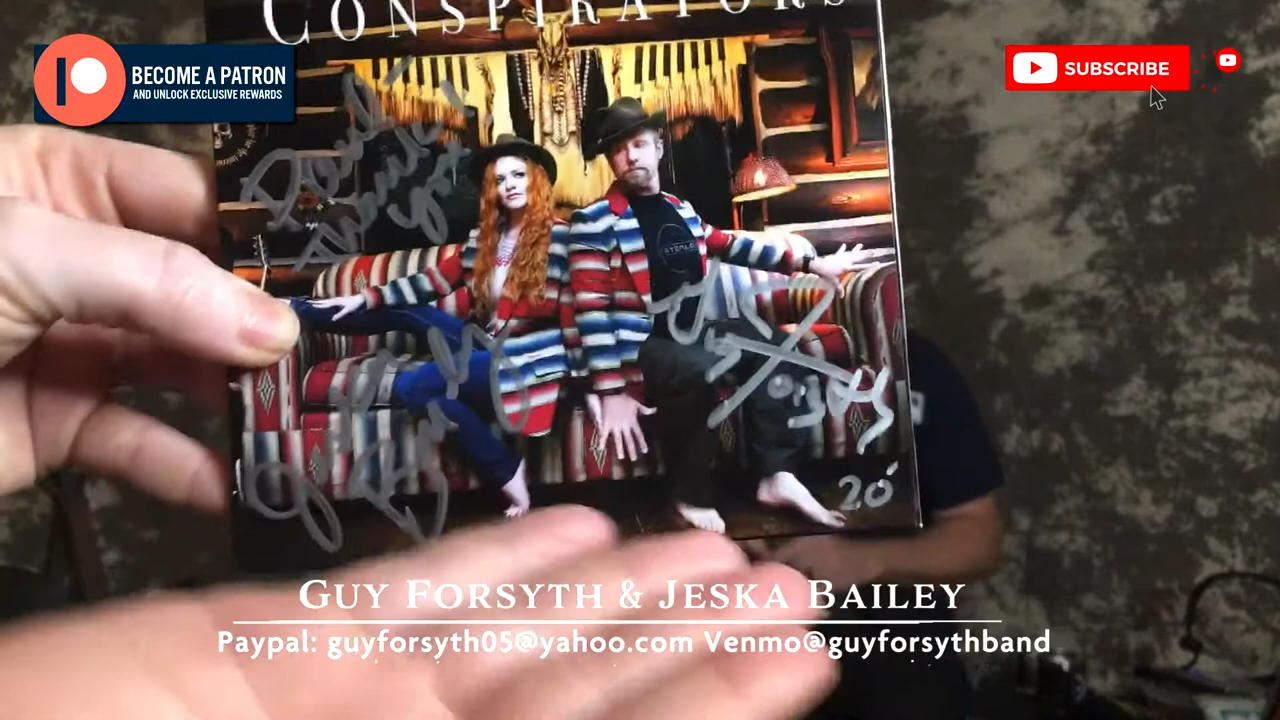 CONSPIRATORS
BECOME A PATRON
AND UNLOCK EXCLUSIVE REWARDS
SUBSCRIBE
20'
GUY FORSYTH & JESKA BAILEY
Paypal: guyforsyth05@yahoo.com Venmo@guyforsythband